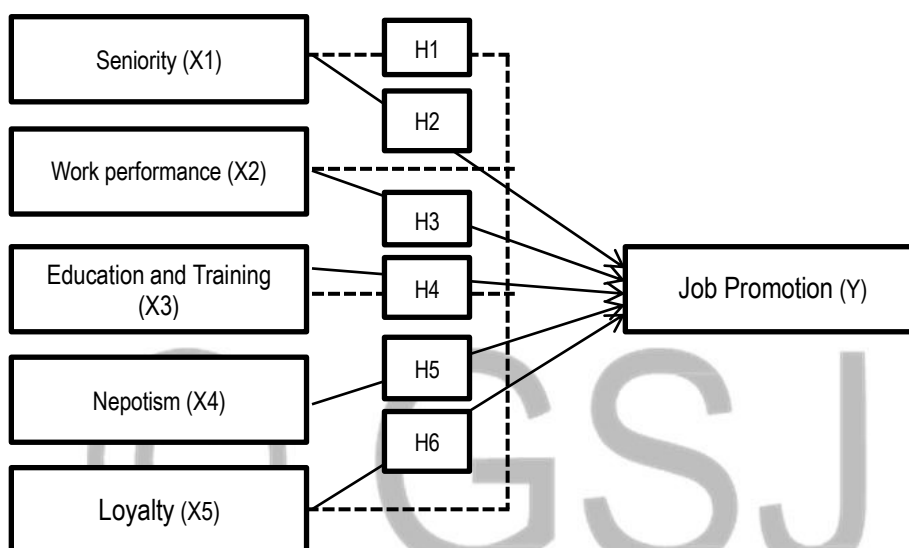 Seniority (X1)
H1
H2
Work performance (X2)
H3
Education and Training
(X3)
H4
Job Promotion (Y)
Nepotism (X4)
H5
H6
Loyalty (X5)
© GSJ